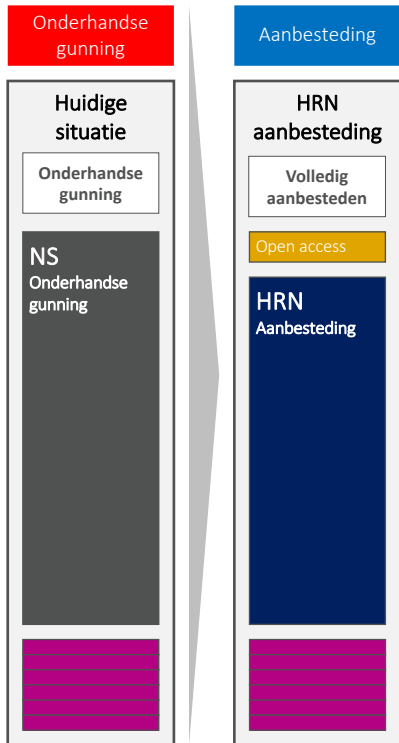 Onderhandse
gunning
Huidige
situatie
Onderhandse
gunning
NS
Onderhandse
gunning
Aanbesteding
HRN
aanbesteding
Volledig
aanbesteden
Open access
HRN
Aanbesteding